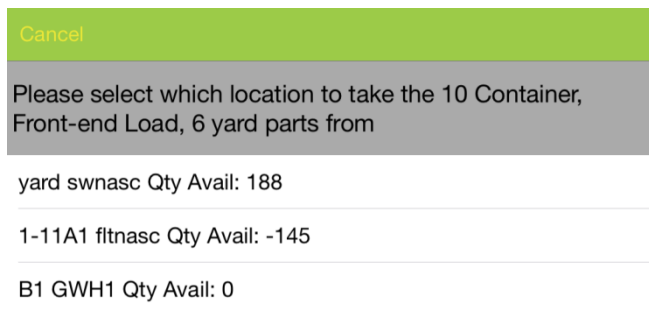 Cancel
Please select which location to take the 10 Container,
Front-end Load, 6 yard parts from
yard swnasc Qty Avail: 188
1-11A1 fltnasc Qty Avail: -145
B1 GWH1 Qty Avail: 0